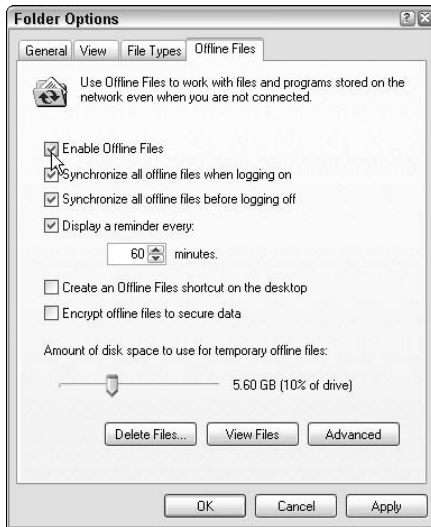 Folder Options
General View File Types Offline Files
Use Offline Files to work with files and programs stored on the
network even when you are not connected.
Enable Offline Files
Synchronize all offline files when logging on
Synchronize all offline files before logging off
Display a reminder every:
60 minutes.
Create an Offline Files shortcut on the desktop
Encrypt offline files to secure data
Amount of disk space to use for temporary offline files:
5.60 GB (10% of drive)
Delete Files... View Files Advanced
OK Cancel Apply